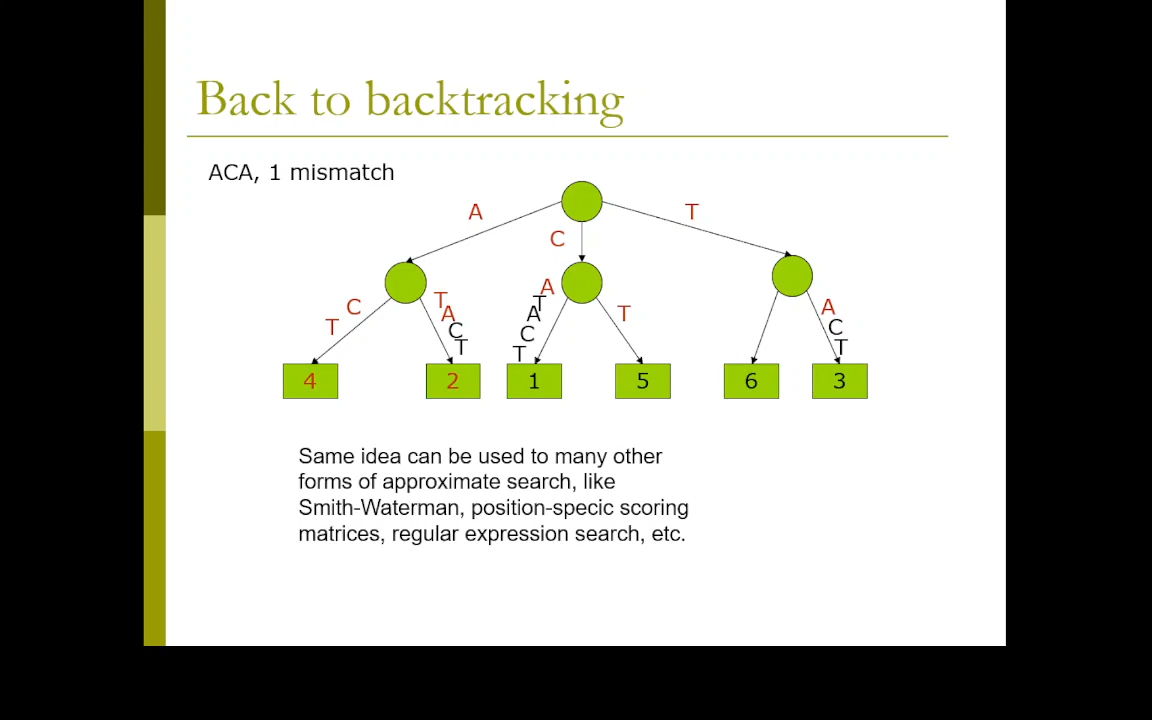 Back to backtracking
ACA, 1 mismatch
A
T
C
A
C
T
A
T
T
A
A
C
T
C
T
T
A
C
T
4
2
1
5
6
3
Same idea can be used to many other
forms of approximate search, like
Smith-Waterman, position-specic scoring
matrices, regular expression search, etc.